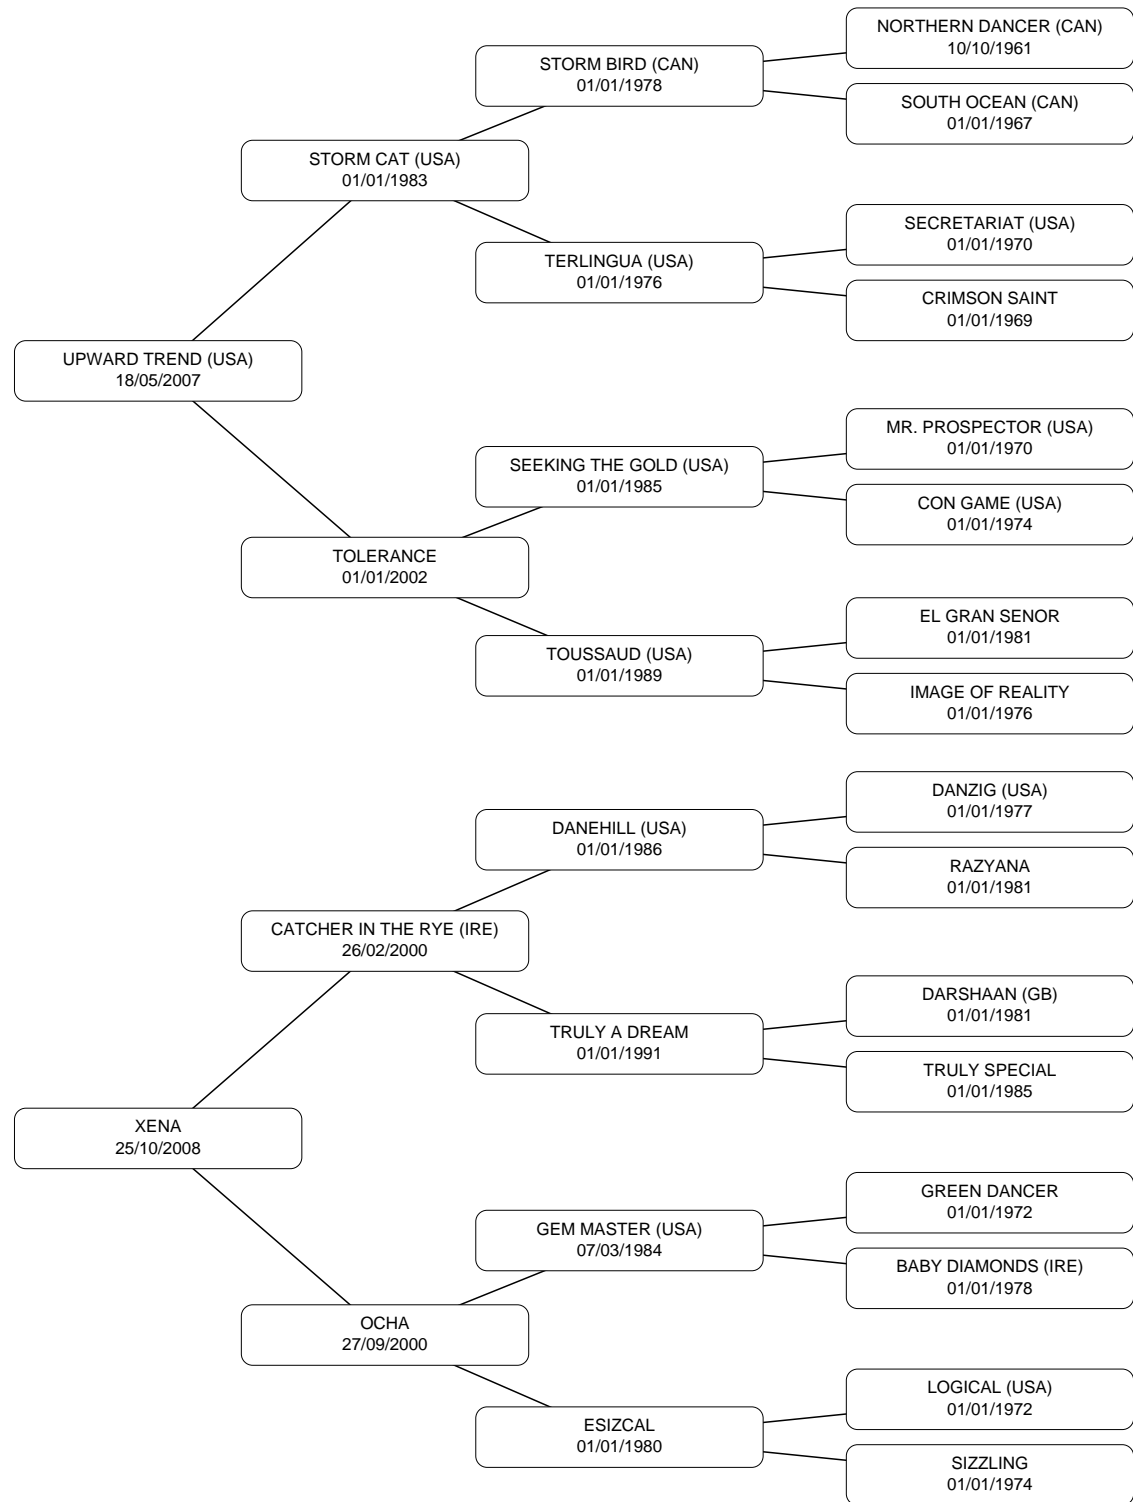 NORTHERN DANCER (CAN)
10/10/1961
STORM BIRD (CAN)
01/01/1978
SOUTH OCEAN (CAN)
01/01/1967
STORM CAT (USA)
01/01/1983
SECRETARIAT (USA)
01/01/1970
TERLINGUA (USA)
01/01/1976
CRIMSON SAINT
01/01/1969
UPWARD TREND (USA)
18/05/2007
MR. PROSPECTOR (USA)
01/01/1970
SEEKING THE GOLD (USA)
01/01/1985
CON GAME (USA)
01/01/1974
TOLERANCE
01/01/2002
EL GRAN SENOR
01/01/1981
TOUSSAUD (USA)
01/01/1989
IMAGE OF REALITY
01/01/1976
DANZIG (USA)
01/01/1977
DANEHILL (USA)
01/01/1986
RAZYANA
01/01/1981
CATCHER IN THE RYE (IRE)
26/02/2000
DARSHAAN (GB)
01/01/1981
TRULY A DREAM
01/01/1991
TRULY SPECIAL
01/01/1985
XENA
25/10/2008
GREEN DANCER
01/01/1972
GEM MASTER (USA)
07/03/1984
BABY DIAMONDS (IRE)
01/01/1978
OCHA
27/09/2000
LOGICAL (USA)
01/01/1972
ESIZCAL
01/01/1980
SIZZLING
01/01/1974